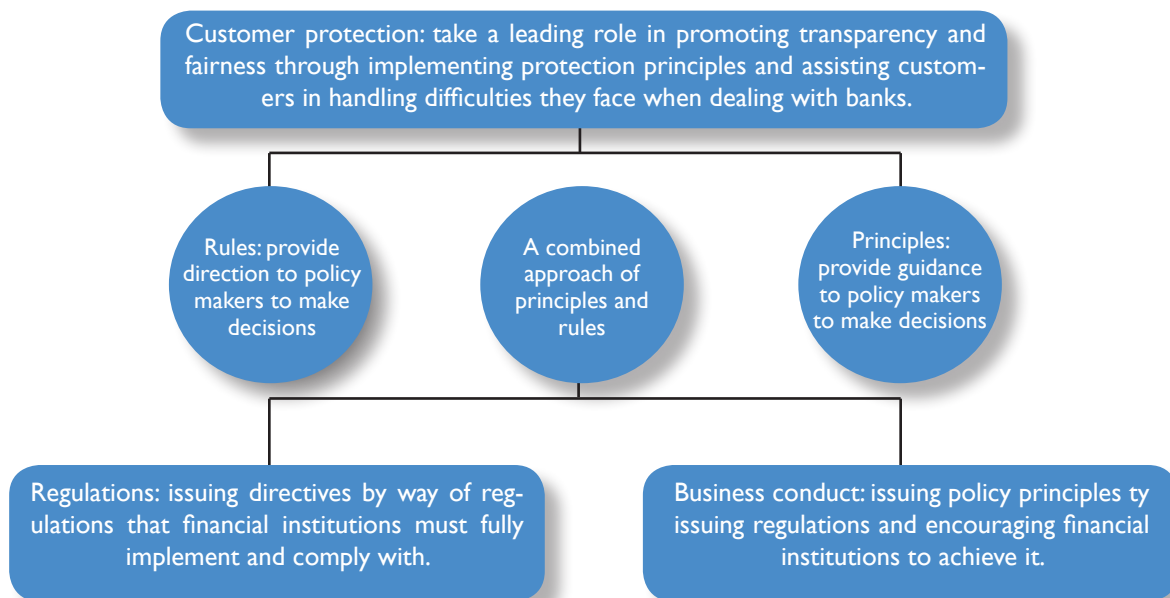 Customer protection: take a leading role in promoting transparency and
fairness through implementing protection principles and assisting custom-
ers in handling difficulties they face when dealing with banks.
Rules: provide
direction to policy
makers to make
decisions
A combined
approach of
principles and
rules
Principles:
provide guidance
to policy makers
to make decisions
Regulations: issuing directives by way of reg-
ulations that financial institutions must fully
implement and comply with.
Business conduct: issuing policy principles ty
issuing regulations and encouraging financial
institutions to achieve it.